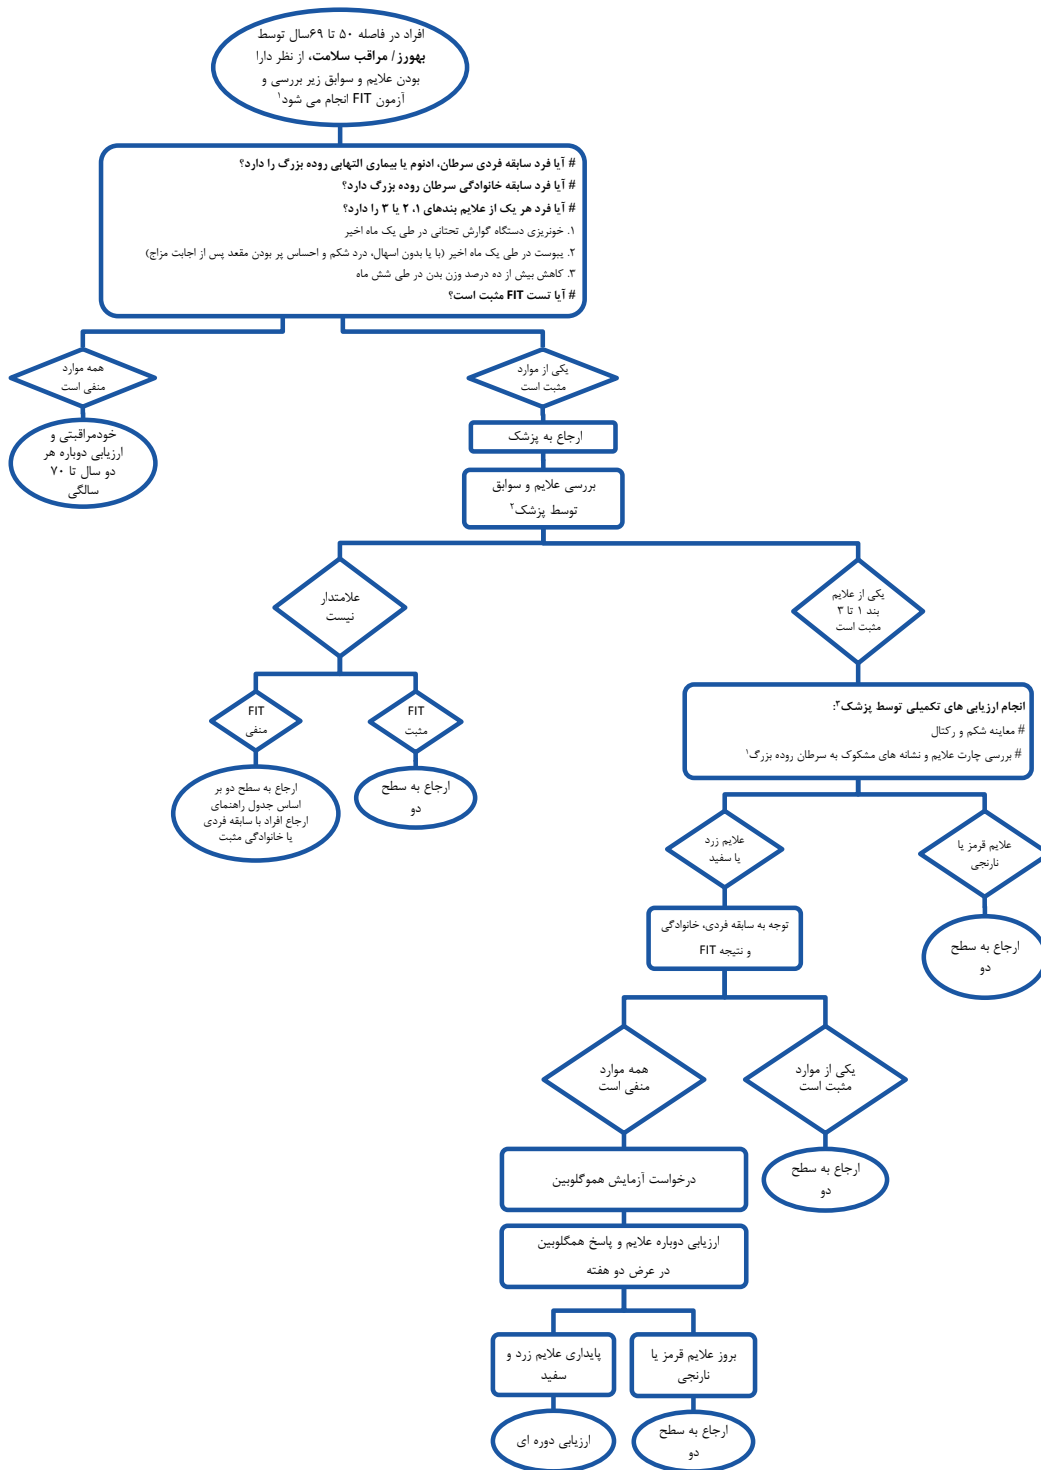 افراد در فاصله ۵۰ تا ۶۹سال توسط
بهورز/ مراقب سلامت، از نظر دارا
بودن علایم و سوابق زیر بررسی و
آزمون FIT انجام می شود۱
# آیا فرد سابقه فردی سرطان، ادنوم یا بیماری التهابی روده بزرگ را دارد؟
# آیا فرد سابقه خانوادگی سرطان روده بزرگ دارد؟
# آیا فرد هر یک از علایم بندهای ۱، ۲ یا ۳ را دارد؟
۱. خونریزی دستگاه گوارش تحتانی در طی یک ماه اخیر
۲. یبوست در طی یک ماه اخیر (با یا بدون اسهال، درد شکم و احساس پر بودن مقعد پس از اجابت مزاج)
۳. کاهش بیش از ده درصد وزن بدن در طی شش ماه
# آیا تست FIT مثبت است؟
یکی از موارد
مثبت است
همه موارد
منفی است
ارجاع به پزشک
خودمراقبتی و
ارزیابی دوباره هر
دو سال تا ۷۰
سالگی
بررسی علایم و سوابق
توسط پزشک۲
یکی از علایم
بند ۱ تا ۳
مثبت است
علامتدار
نیست
انجام ارزیابی های تکمیلی توسط پزشک۳:
# معاینه شکم و رکتال
# بررسی چارت علایم و نشانه های مشکوک به سرطان روده بزرگ۱
FIT
مثبت
FIT
منفی
ارجاع به سطح
دو
ارجاع به سطح دو بر
اساس جدول راهنمای
ارجاع افراد با سابقه فردی
یا خانوادگی مثبت
علایم قرمز یا
نارنجی
علایم زرد
یا سفید
ارجاع به سطح
دو
توجه به سابقه فردی، خانوادگی
و نتیجه FIT
یکی از موارد
مثبت است
همه موارد
منفی است
ارجاع به سطح
دو
درخواست آزمایش هموگلوبین
ارزیابی دوباره علایم و پاسخ همگلوبین
در عرض دو هفته
بروز علایم قرمز یا
نارنجی
پایداری علایم زرد و
سفید
ارجاع به سطح
دو
ارزیابی دوره ای